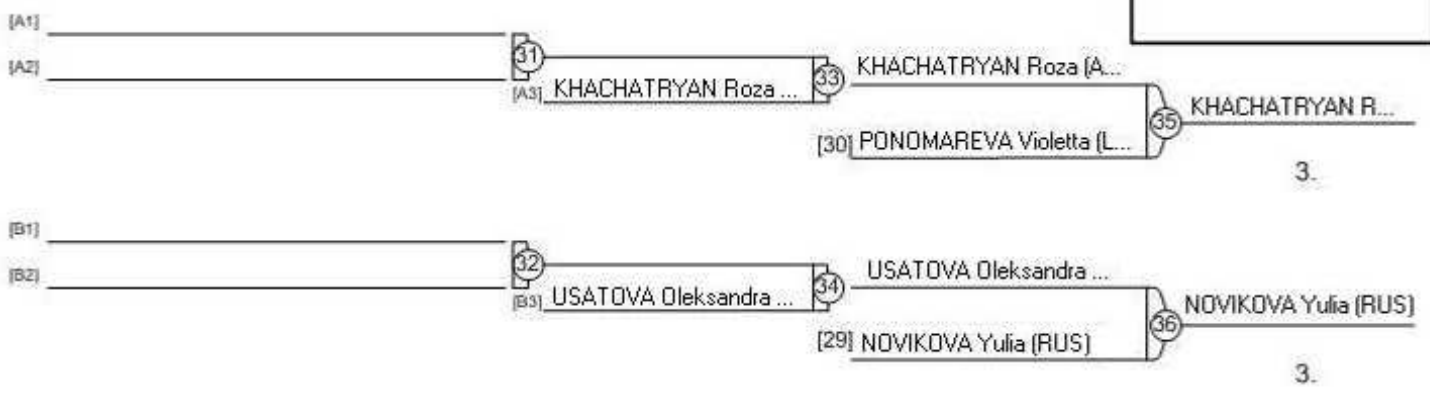 [A1]
[A2]
31
[A3] KHACHATRYAN Roza ...
33
KHACHATRYAN Roza (A...
[30] PONOMAREVA Violetta (L...
35
KHACHATRYAN R...
3.
[B1]
[B2]
32
[B3] USATOVA Oleksandra ...
34
USATOVA Oleksandra ...
[29] NOVIKOVA Yulia (RUS)
36
NOVIKOVA Yulia (RUS)
3.